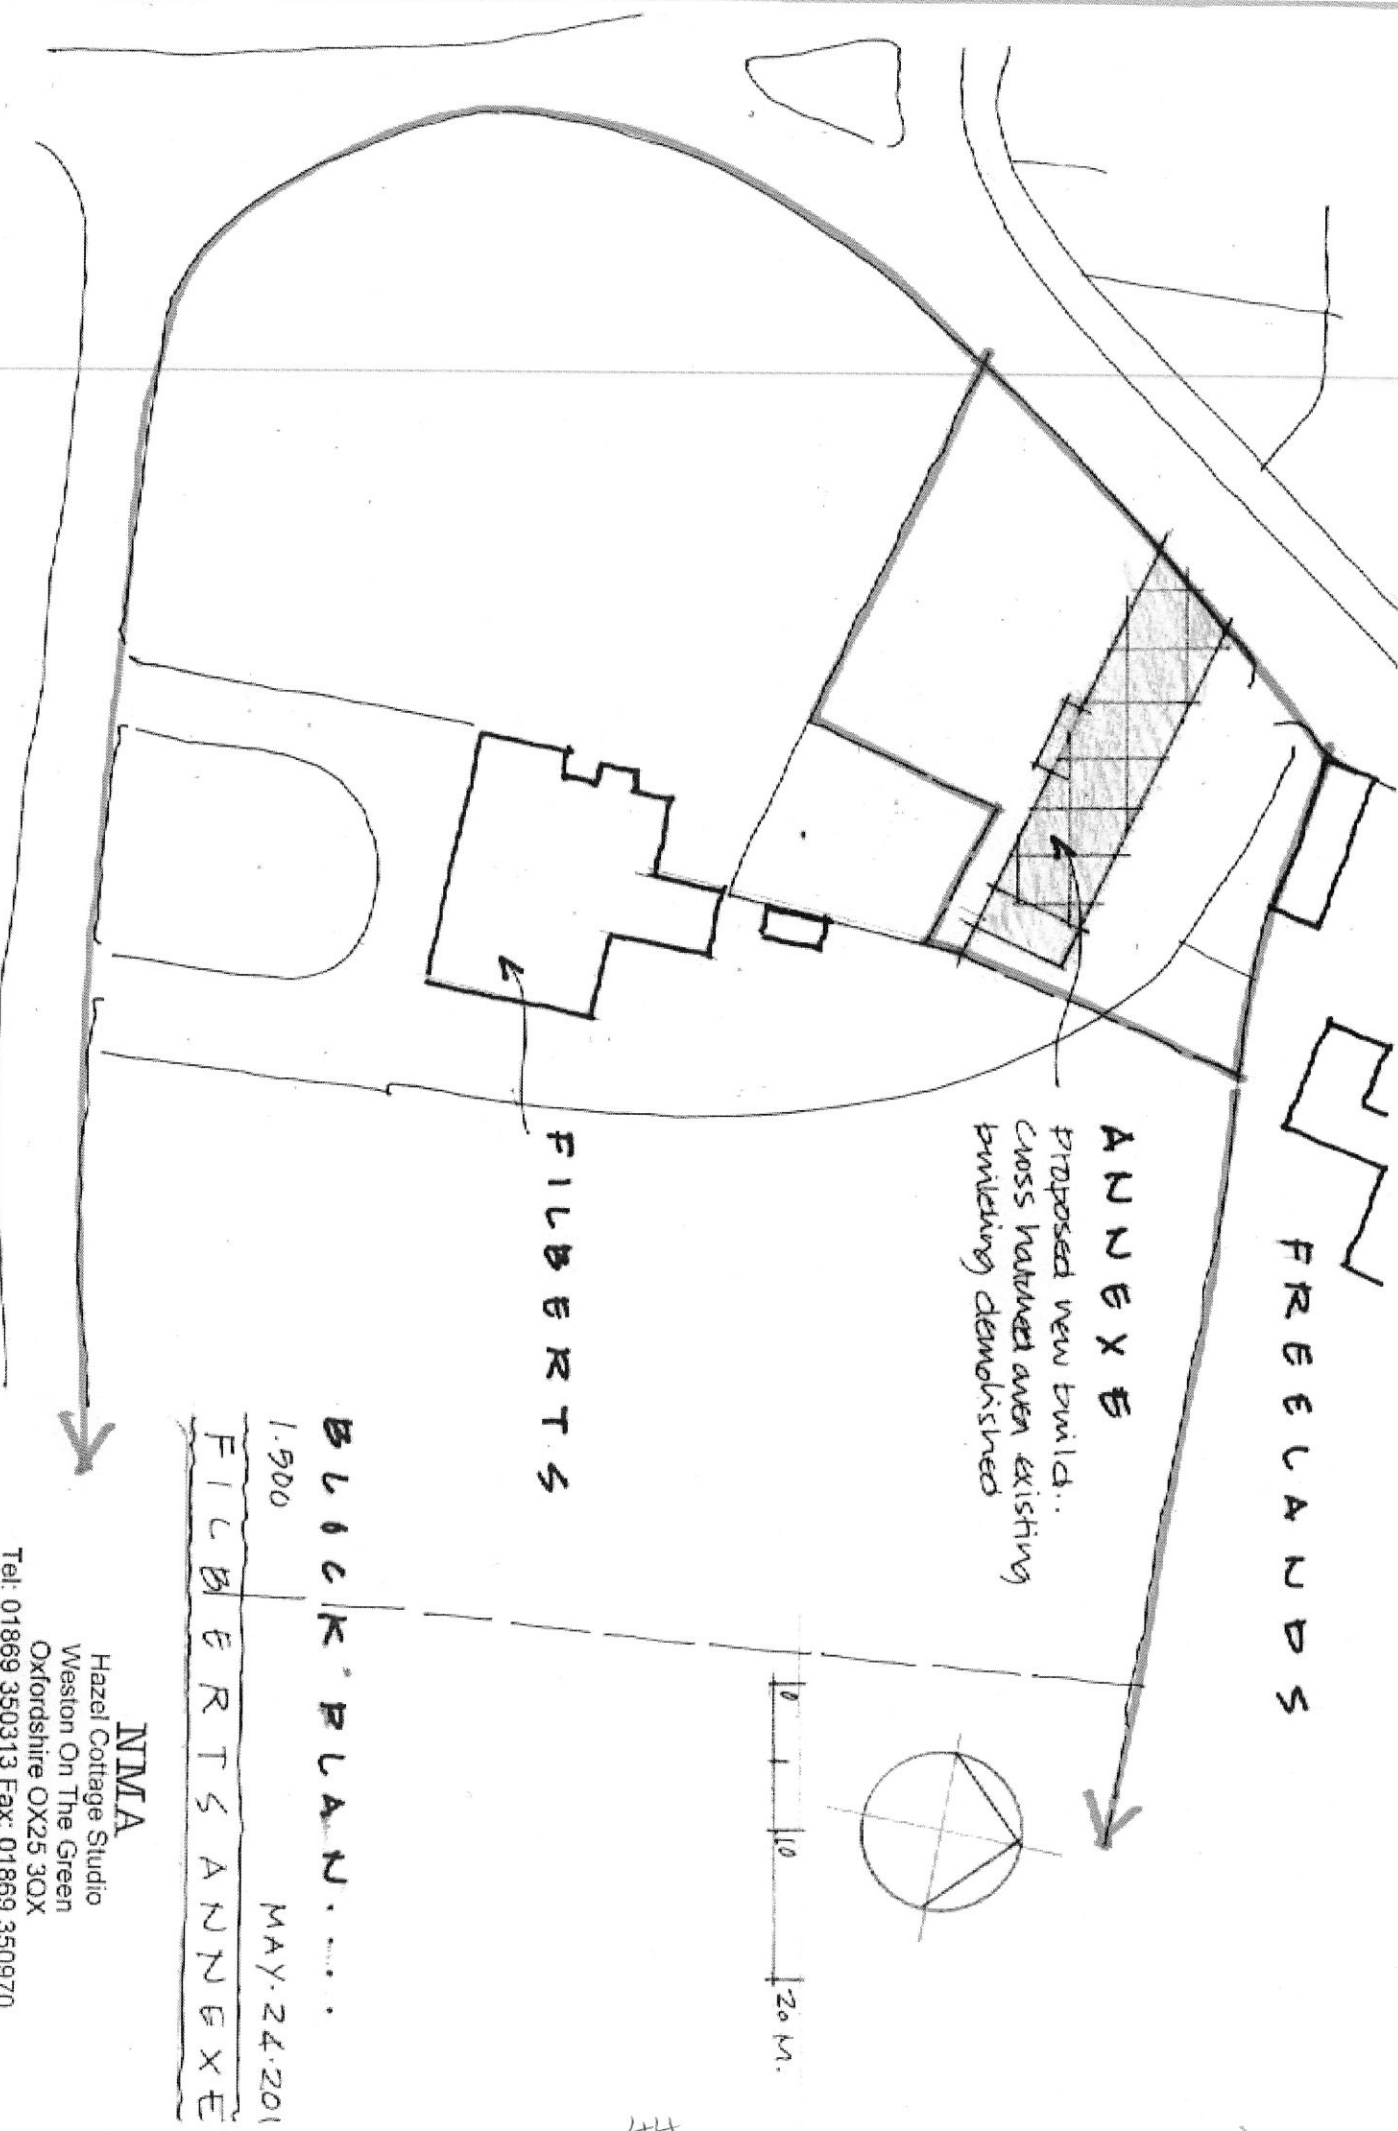 FREELANDS
ANNEXE
Proposed new build..
Cross hatched area existing
building demolished
FILBERTS
0 10 20 M.
BLOCK PLAN.....
1.500 MAY.24.201
FILBERTS ANNEXE
NMA
Hazel Cottage Studio
Weston On The Green
Oxfordshire OX25 3QX
Tel: 01869 350313 Fax: 01869 350970